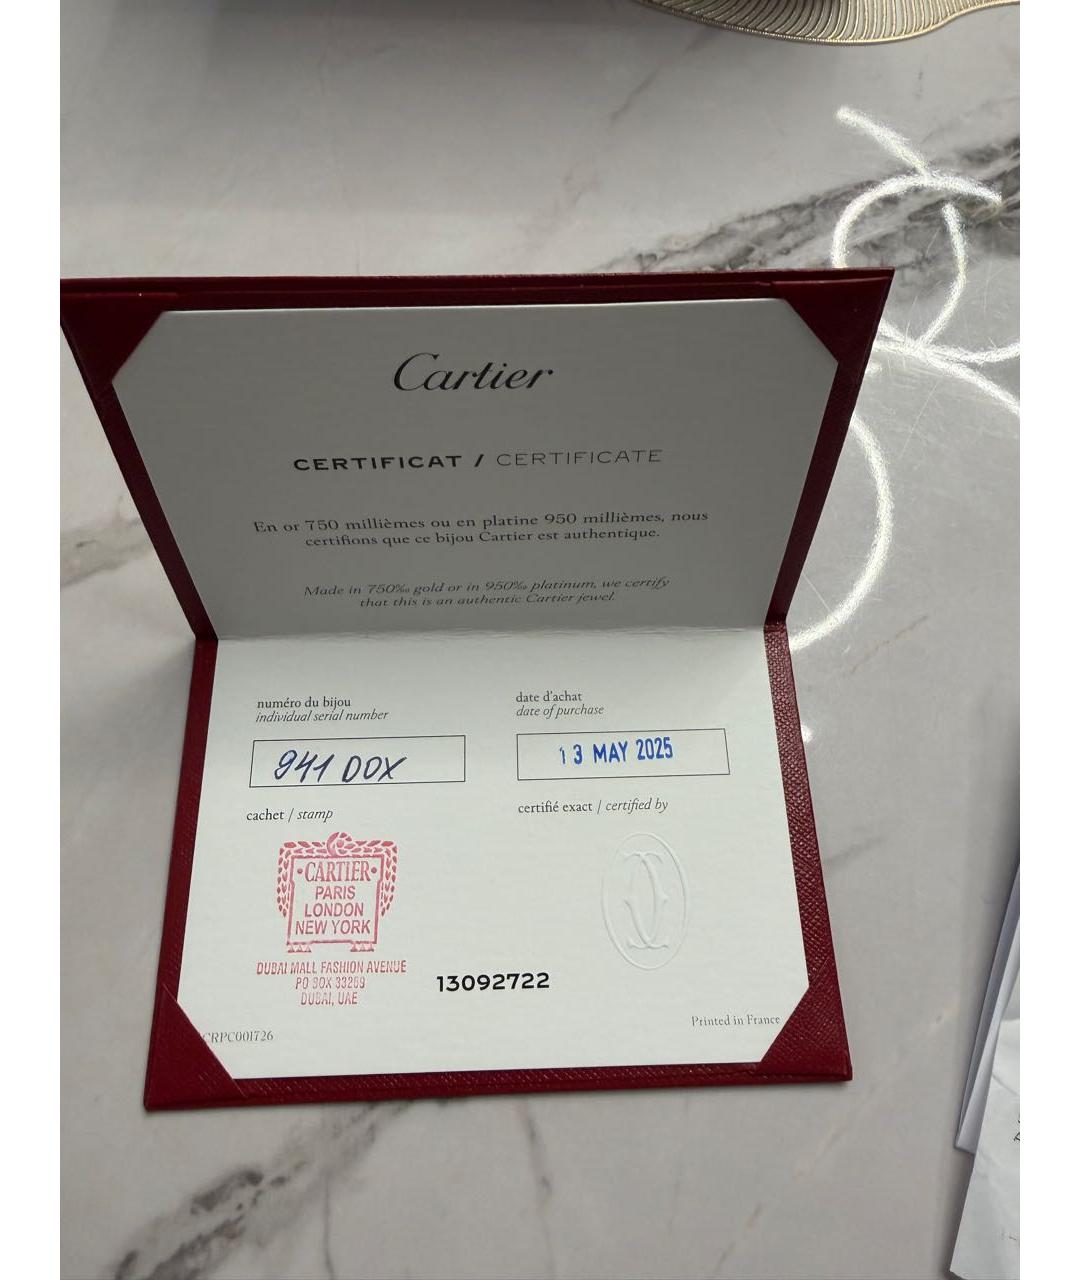 Cartier
CERTIFICAT / CERTIFICATE
En or 750 millièmes ou en platine 950 millièmes, nous
certifions que ce bijou Cartier est authentique.
Made in 750‰ gold or in 950‰ platinum, we certify
that this is an authentic Cartier jewel.
numéro du bijou
individual serial number
941 DOX
date d'achat
date of purchase
13 MAY 2025
cachet / stamp
certifié exact / certified by
CARTIER
PARIS
LONDON
NEW YORK
DUBAI MALL FASHION AVENUE
PO BOX 33269
DUBAI, UAE
13092722
CRPC001726
Printed in France